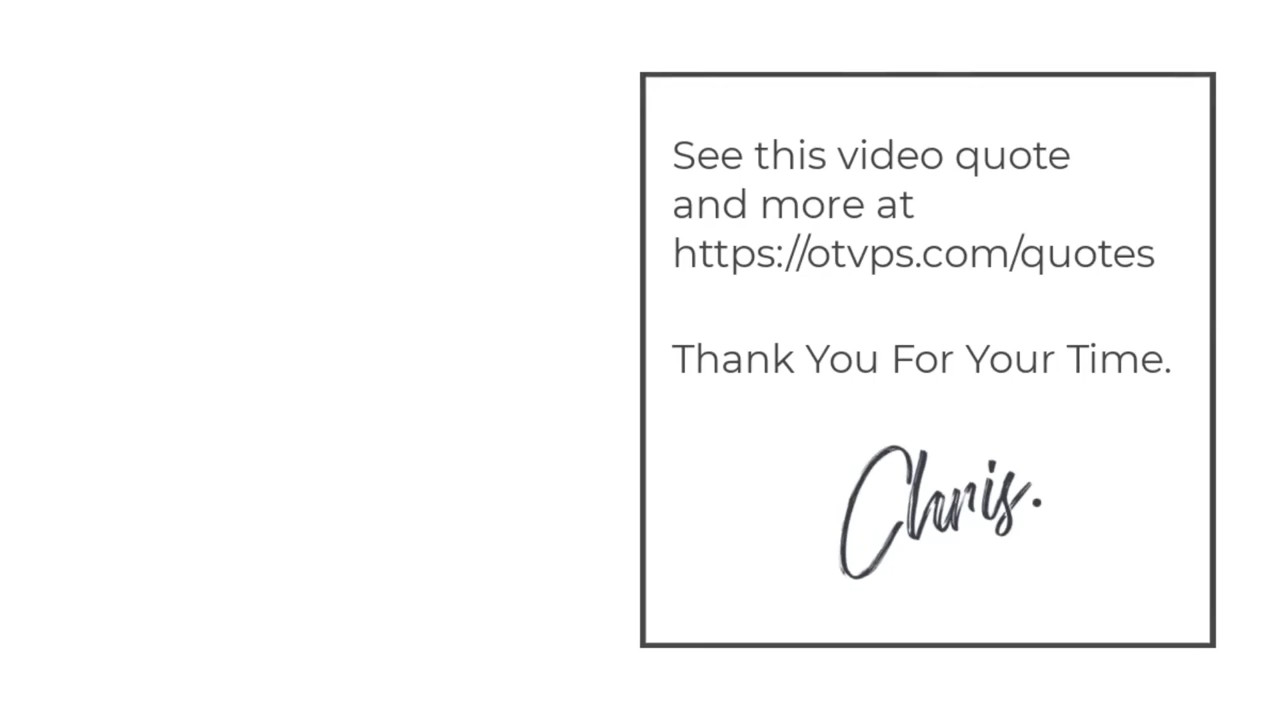 See this video quote
and more at
https://otvps.com/quotes
Thank You For Your Time.
Chris.